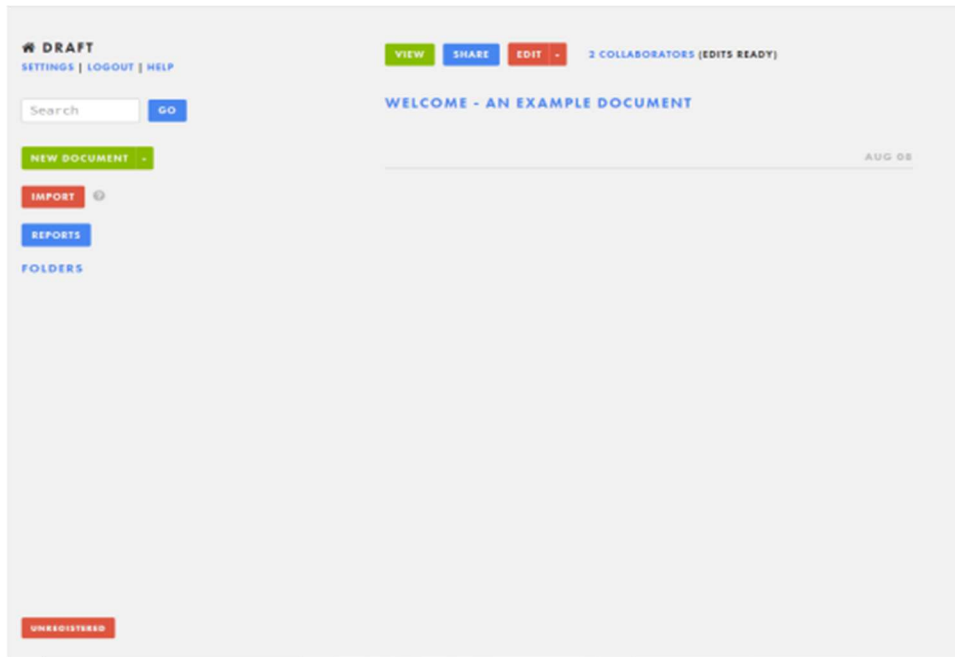 DRAFT
SETTINGS | LOGOUT | HELP
Search GO
NEW DOCUMENT -
IMPORT ?
REPORTS
FOLDERS
UNREGISTERED
VIEW SHARE EDIT - 2 COLLABORATORS (EDITS READY)
WELCOME - AN EXAMPLE DOCUMENT
AUG 08